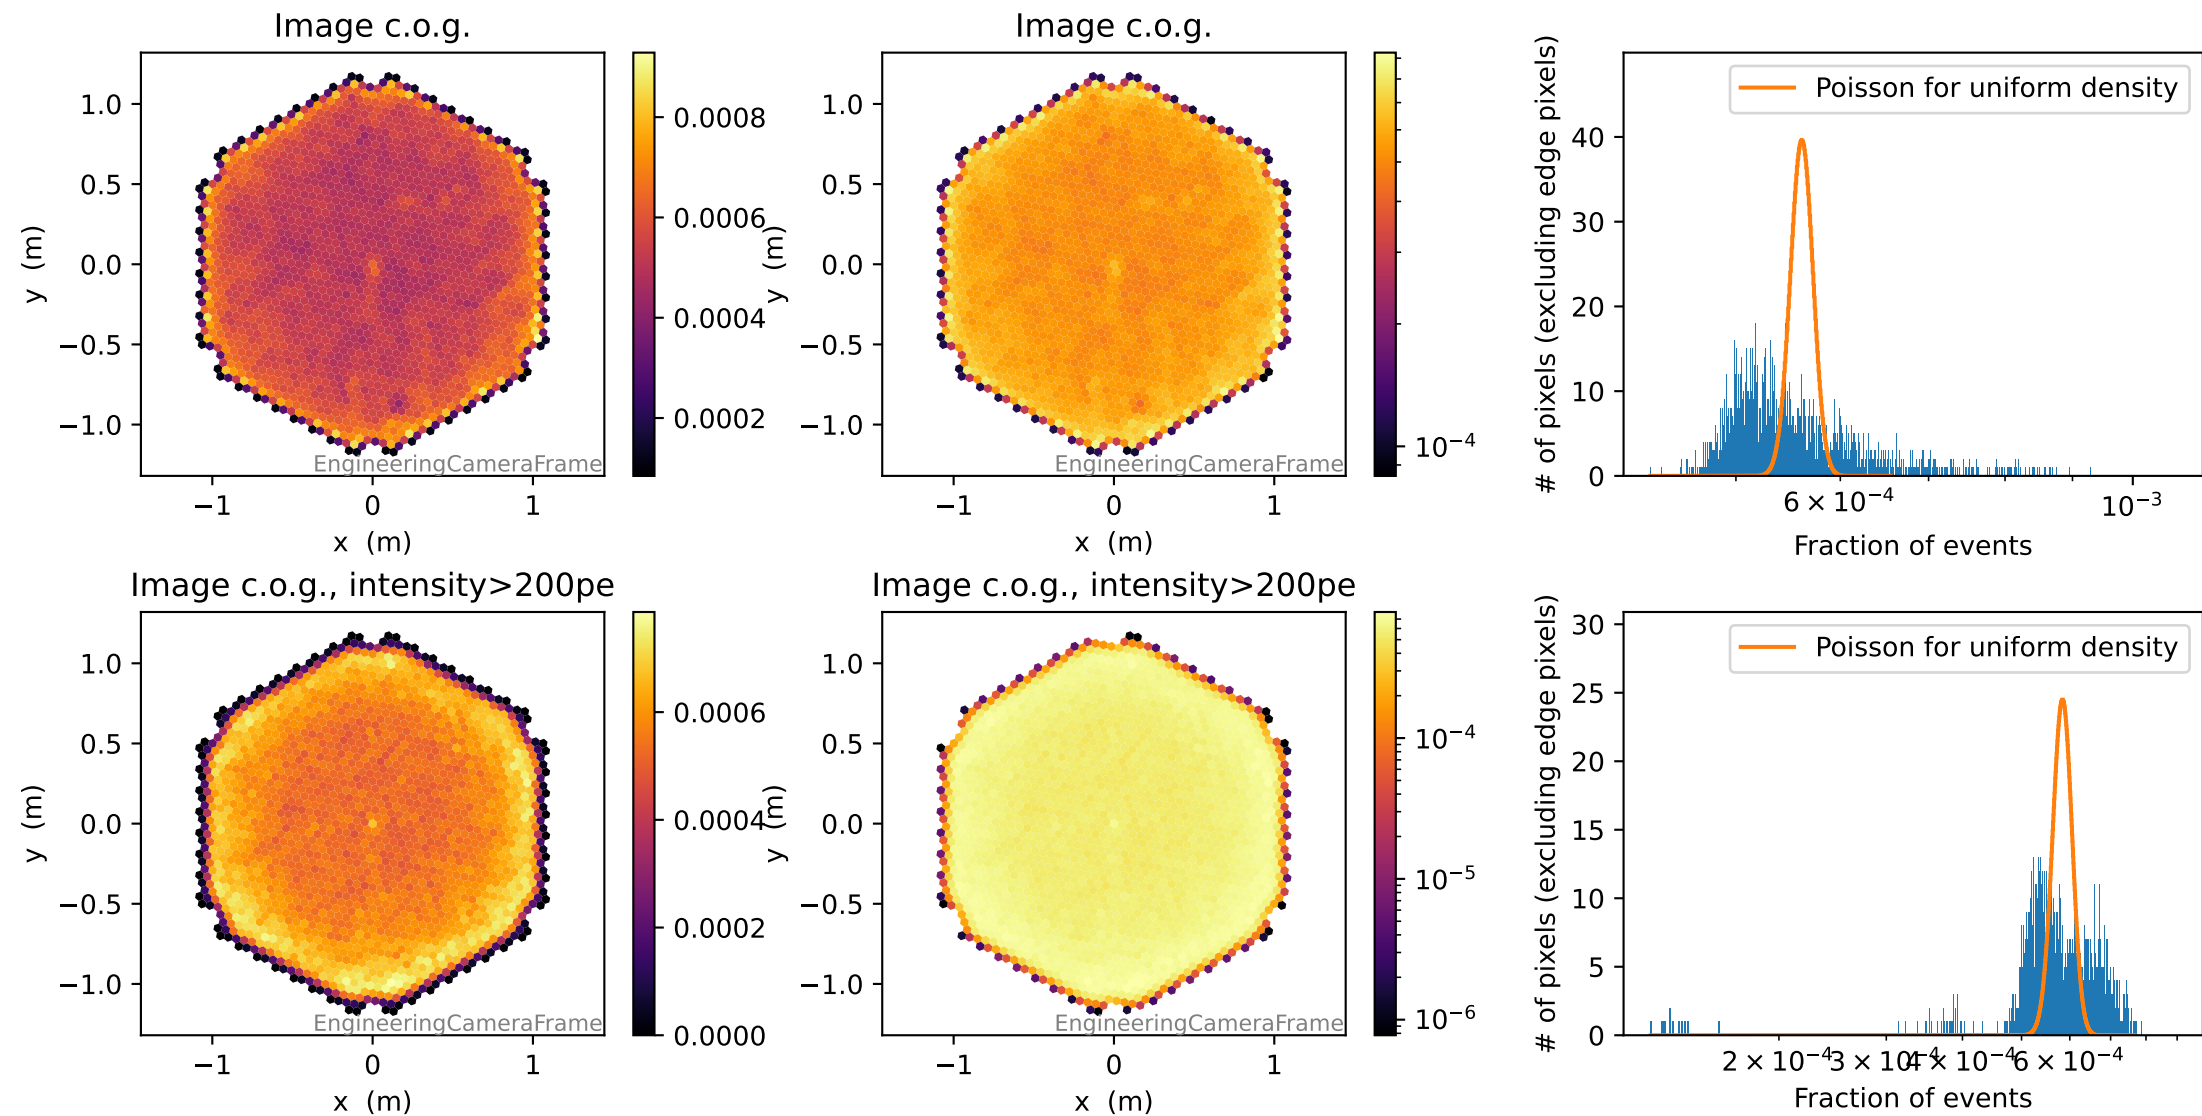 Image c.o.g.
1.0
0.5
0.0
−0.5
−1.0
y (m)
EngineeringCameraFrame
−1 0 1
x (m)
0.0008
0.0006
0.0004
0.0002
Image c.o.g.
1.0
0.5
0.0
−0.5
−1.0
y (m)
EngineeringCameraFrame
−1 0 1
x (m)
10⁻⁴
# of pixels (excluding edge pixels)
40
30
20
10
0
Poisson for uniform density
6 × 10⁻⁴ 10⁻³
Fraction of events
Image c.o.g., intensity>200pe
1.0
0.5
0.0
−0.5
−1.0
y (m)
EngineeringCameraFrame
−1 0 1
x (m)
0.0006
0.0004
0.0002
0.0000
Image c.o.g., intensity>200pe
1.0
0.5
0.0
−0.5
−1.0
y (m)
EngineeringCameraFrame
−1 0 1
x (m)
10⁻⁴
10⁻⁵
10⁻⁶
# of pixels (excluding edge pixels)
30
25
20
15
10
5
0
Poisson for uniform density
2 × 10⁻⁴ 3 × 10⁻⁴ 4 × 10⁻⁴ 6 × 10⁻⁴
Fraction of events